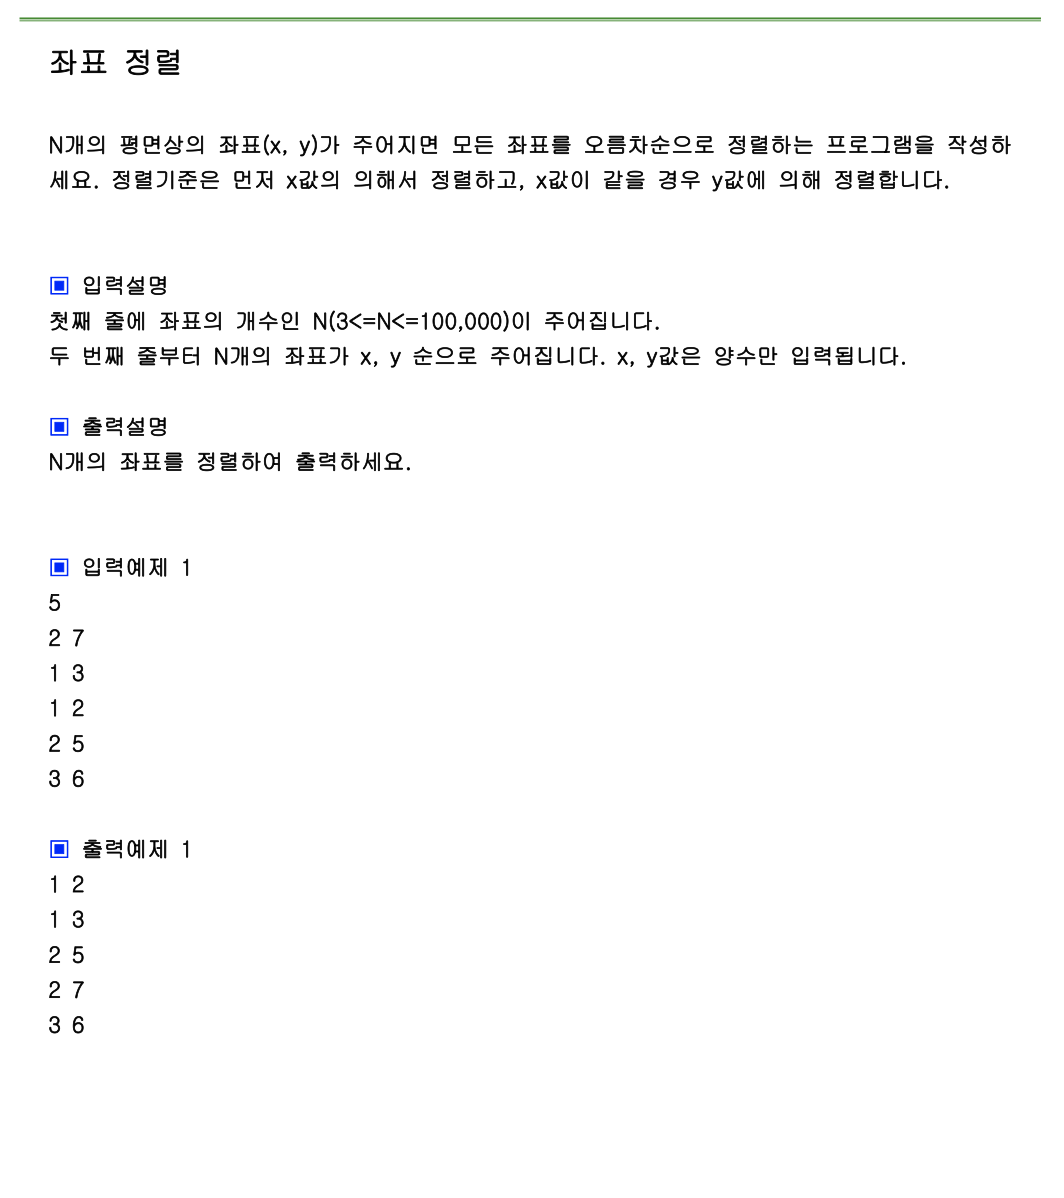 좌표 정렬
N개의 평면상의 좌표(x, y)가 주어지면 모든 좌표를 오름차순으로 정렬하는 프로그램을 작성하
세요. 정렬기준은 먼저 x값의 의해서 정렬하고, x값이 같을 경우 y값에 의해 정렬합니다.
▣ 입력설명
첫째 줄에 좌표의 개수인 N(3<=N<=100,000)이 주어집니다.
두 번째 줄부터 N개의 좌표가 x, y 순으로 주어집니다. x, y값은 양수만 입력됩니다.
▣ 출력설명
N개의 좌표를 정렬하여 출력하세요.
▣ 입력예제 1
5
2 7
1 3
1 2
2 5
3 6
▣ 출력예제 1
1 2
1 3
2 5
2 7
3 6